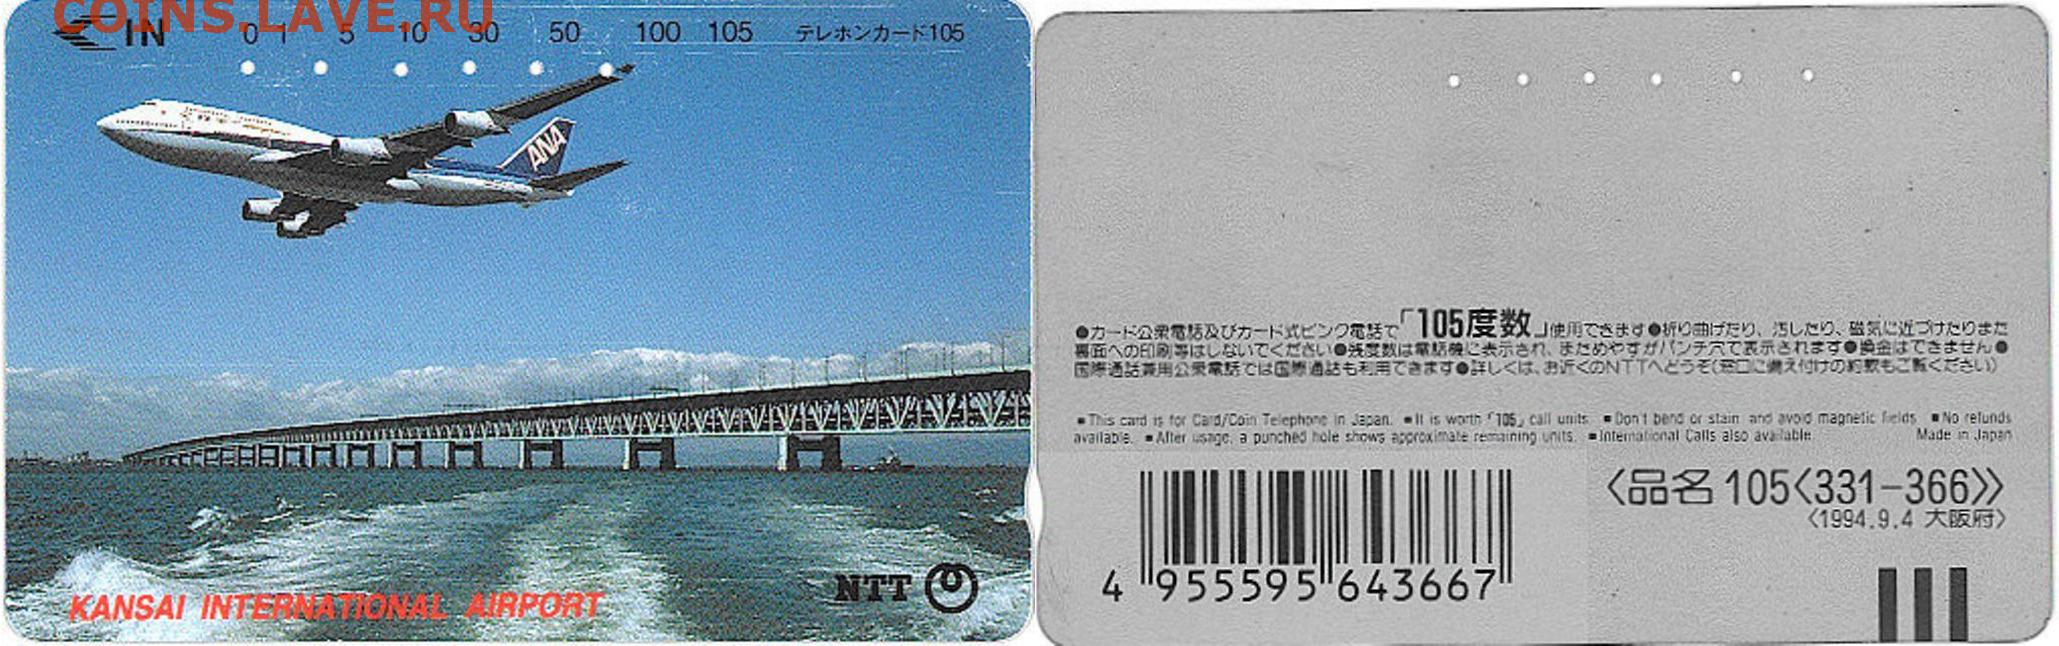 COINS.LAVE.RU
IN 0 1 5 10 30 50 100 105 テレホンカード105
ANA
NTT
KANSAI INTERNATIONAL AIRPORT
●カード公衆電話及びカード式ピンク電話で「105度数」使用できます●折り曲げたり、汚したり、磁気に近づけたりまた
裏面への印刷等はしないでください●残度数は電話機に表示され、まためやすがパンチ穴で表示されます●換金はできません●
国際通話兼用公衆電話では国際通話も利用できます●詳しくは、お近くのNTTへどうぞ(窓口に備え付けの約款もご覧ください)
■This card is for Card/Coin Telephone in Japan. ■It is worth「105」call units. ■Don't bend or stain and avoid magnetic fields. ■No refunds
available. ■After usage, a punched hole shows approximate remaining units. ■International Calls also available. Made in Japan
〈品名 105〈331-366〉〉
〈1994.9.4 大阪府〉
4 955595 643667